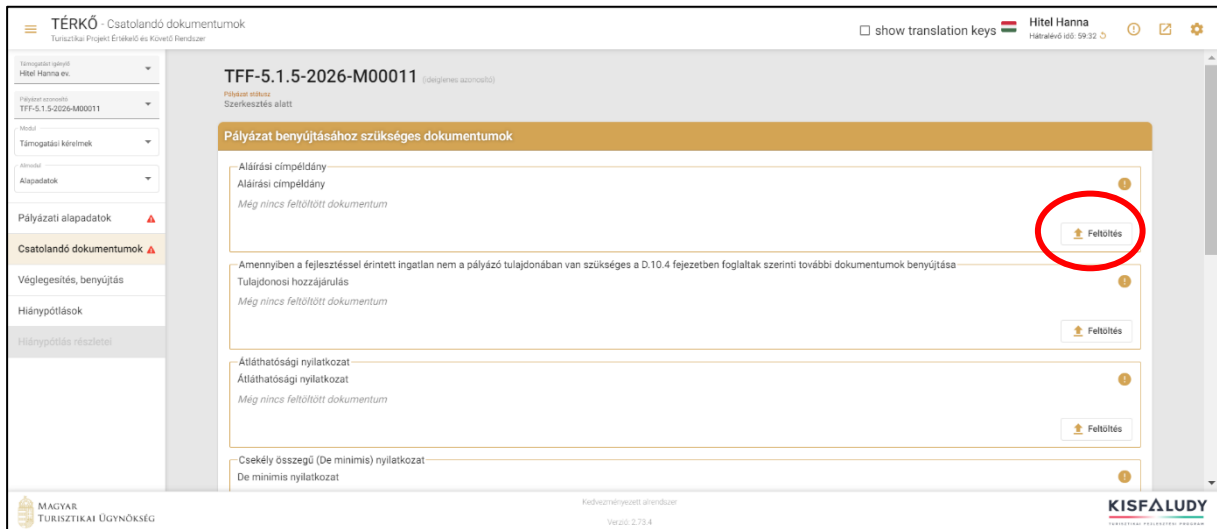 TÉRKŐ - Csatolandó dokumentumok
Turisztikai Projekt Értékelő és Követő Rendszer
show translation keys
Hitel Hanna
Hátralévő idő: 59:32
Támogatást igénylő
Hitel Hanna ev.
Pályázat azonosító
TFF-5.1.5-2026-M00011
Modul
Támogatási kérelmek
Almodul
Alapadatok
Pályázati alapadatok
Csatolandó dokumentumok
Véglegesítés, benyújtás
Hiánypótlások
Hiánypótlás részletei
TFF-5.1.5-2026-M00011 (ideiglenes azonosító)
Pályázat státusz
Szerkesztés alatt
Pályázat benyújtásához szükséges dokumentumok
Aláírási címpéldány
Aláírási címpéldány
Még nincs feltöltött dokumentum
Feltöltés
Amennyiben a fejlesztéssel érintett ingatlan nem a pályázó tulajdonában van szükséges a D.10.4 fejezetben foglaltak szerinti további dokumentumok benyújtása
Tulajdonosi hozzájárulás
Még nincs feltöltött dokumentum
Feltöltés
Átláthatósági nyilatkozat
Átláthatósági nyilatkozat
Még nincs feltöltött dokumentum
Feltöltés
Csekély összegű (De minimis) nyilatkozat
De minimis nyilatkozat
MAGYAR
TURISZTIKAI ÜGYNÖKSÉG
Kedvezményezett alrendszer
Verzió: 2.73.4
KISFALUDY
TURISZTIKAI FEJLESZTÉSI PROGRAM